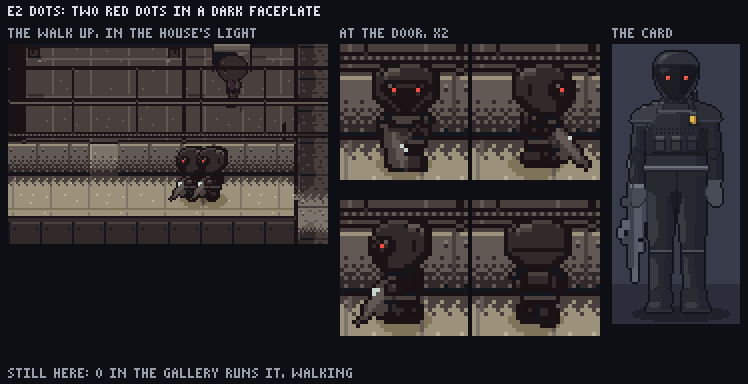 E2 DOTS: TWO RED DOTS IN A DARK FACEPLATE
THE WALK UP, IN THE HOUSE'S LIGHT
AT THE DOOR, X2
THE CARD
STILL HERE: O IN THE GALLERY RUNS IT, WALKING